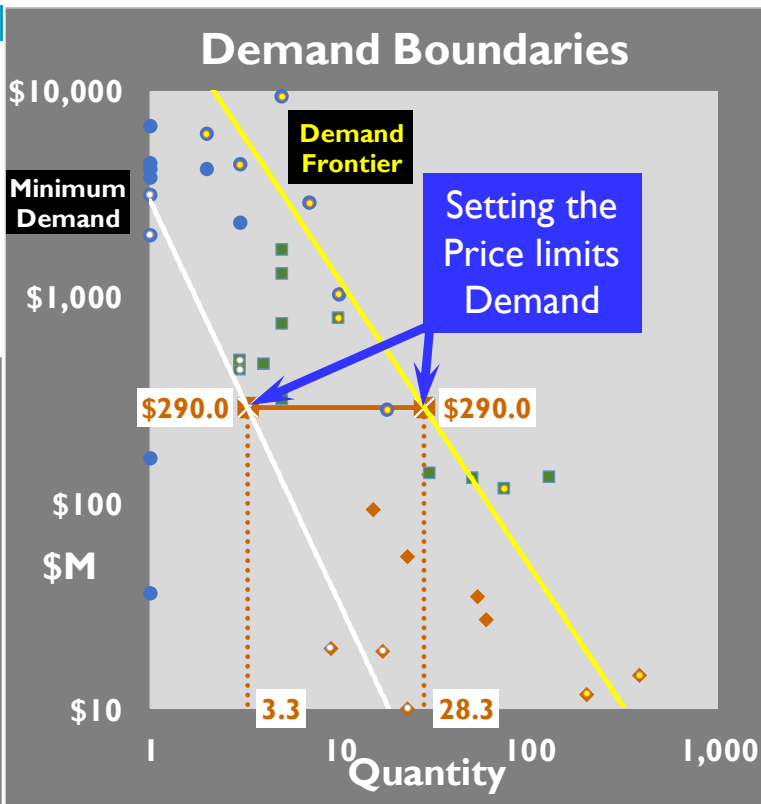 Demand Boundaries
$10,000
Demand
Frontier
Minimum
Demand
Setting the
Price limits
Demand
$1,000
$290.0
$290.0
$100
$M
$10
3.3
28.3
1
10
100
1,000
Quantity